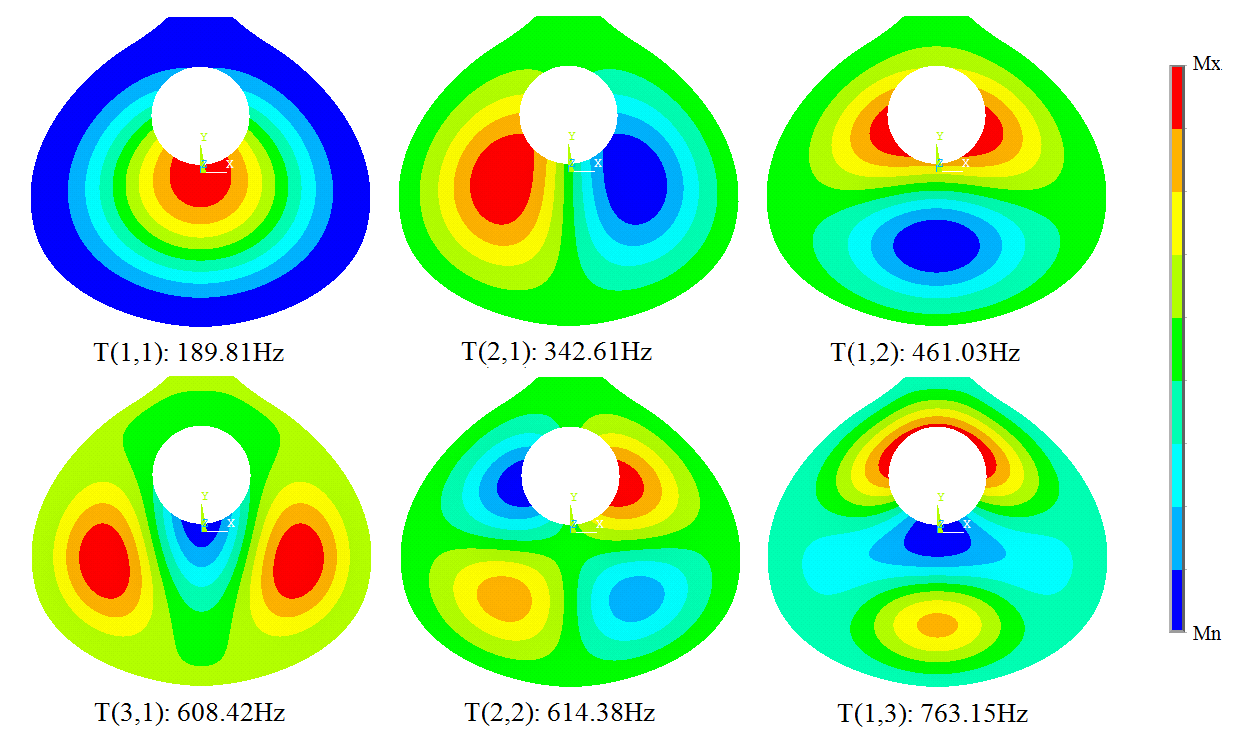 Mx
Y
Z X
Y
Z X
Y
Z X
T(1,1): 189.81Hz
T(2,1): 342.61Hz
T(1,2): 461.03Hz
Y
Z X
Y
Z X
Y
Z X
Mn
T(3,1): 608.42Hz
T(2,2): 614.38Hz
T(1,3): 763.15Hz